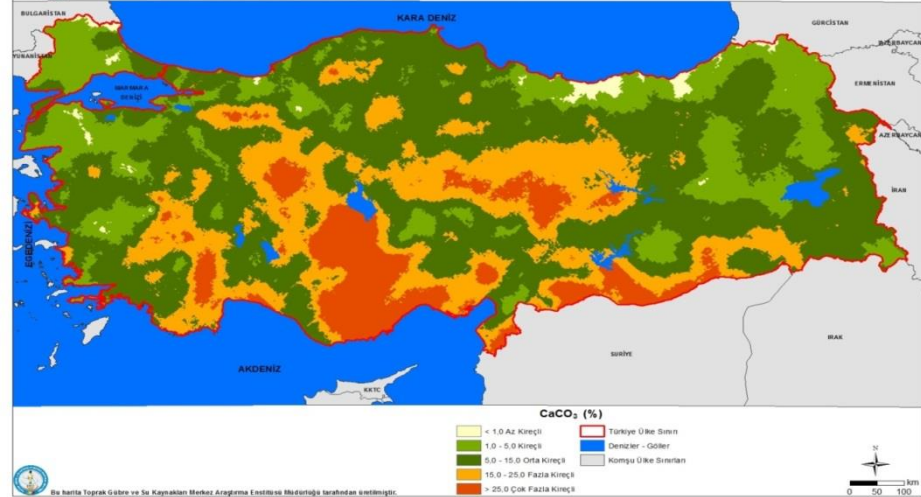 BULGARİSTAN
KARA DENİZ
GÜRCİSTAN
AZERBAYCAN
YUNANİSTAN
MARMARA
DENİZİ
ERMENİSTAN
AZERBAYCAN
İRAN
EGE DENİZİ
AKDENİZ
KKTC
SURİYE
IRAK
CaCO₃ (%)
< 1,0 Az Kireçli
1,0 - 5,0 Kireçli
5,0 - 15,0 Orta Kireçli
15,0 - 25,0 Fazla Kireçli
> 25,0 Çok Fazla Kireçli
Türkiye Ülke Sınırı
Denizler - Göller
Komşu Ülke Sınırları
N
km
0 50 100
Bu harita Toprak Gübre ve Su Kaynakları Merkez Araştırma Enstitüsü Müdürlüğü tarafından üretilmiştir.